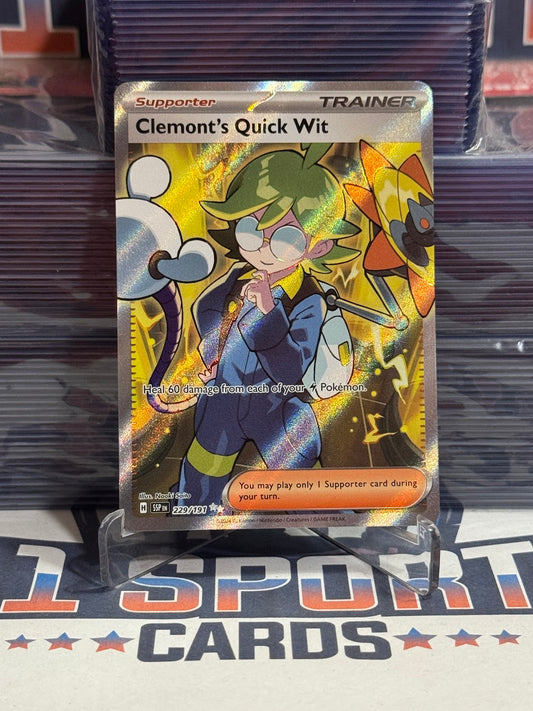 1
Supporter TRAINER
Clemont's Quick Wit
Heal 60 damage from each of your Pokémon.
You may play only 1 Supporter card during
your turn.
Illus. Naoki Saito
H SSP EN 229/191
©2024 Pokémon / Nintendo / Creatures / GAME FREAK
1 SPORT
CARDS